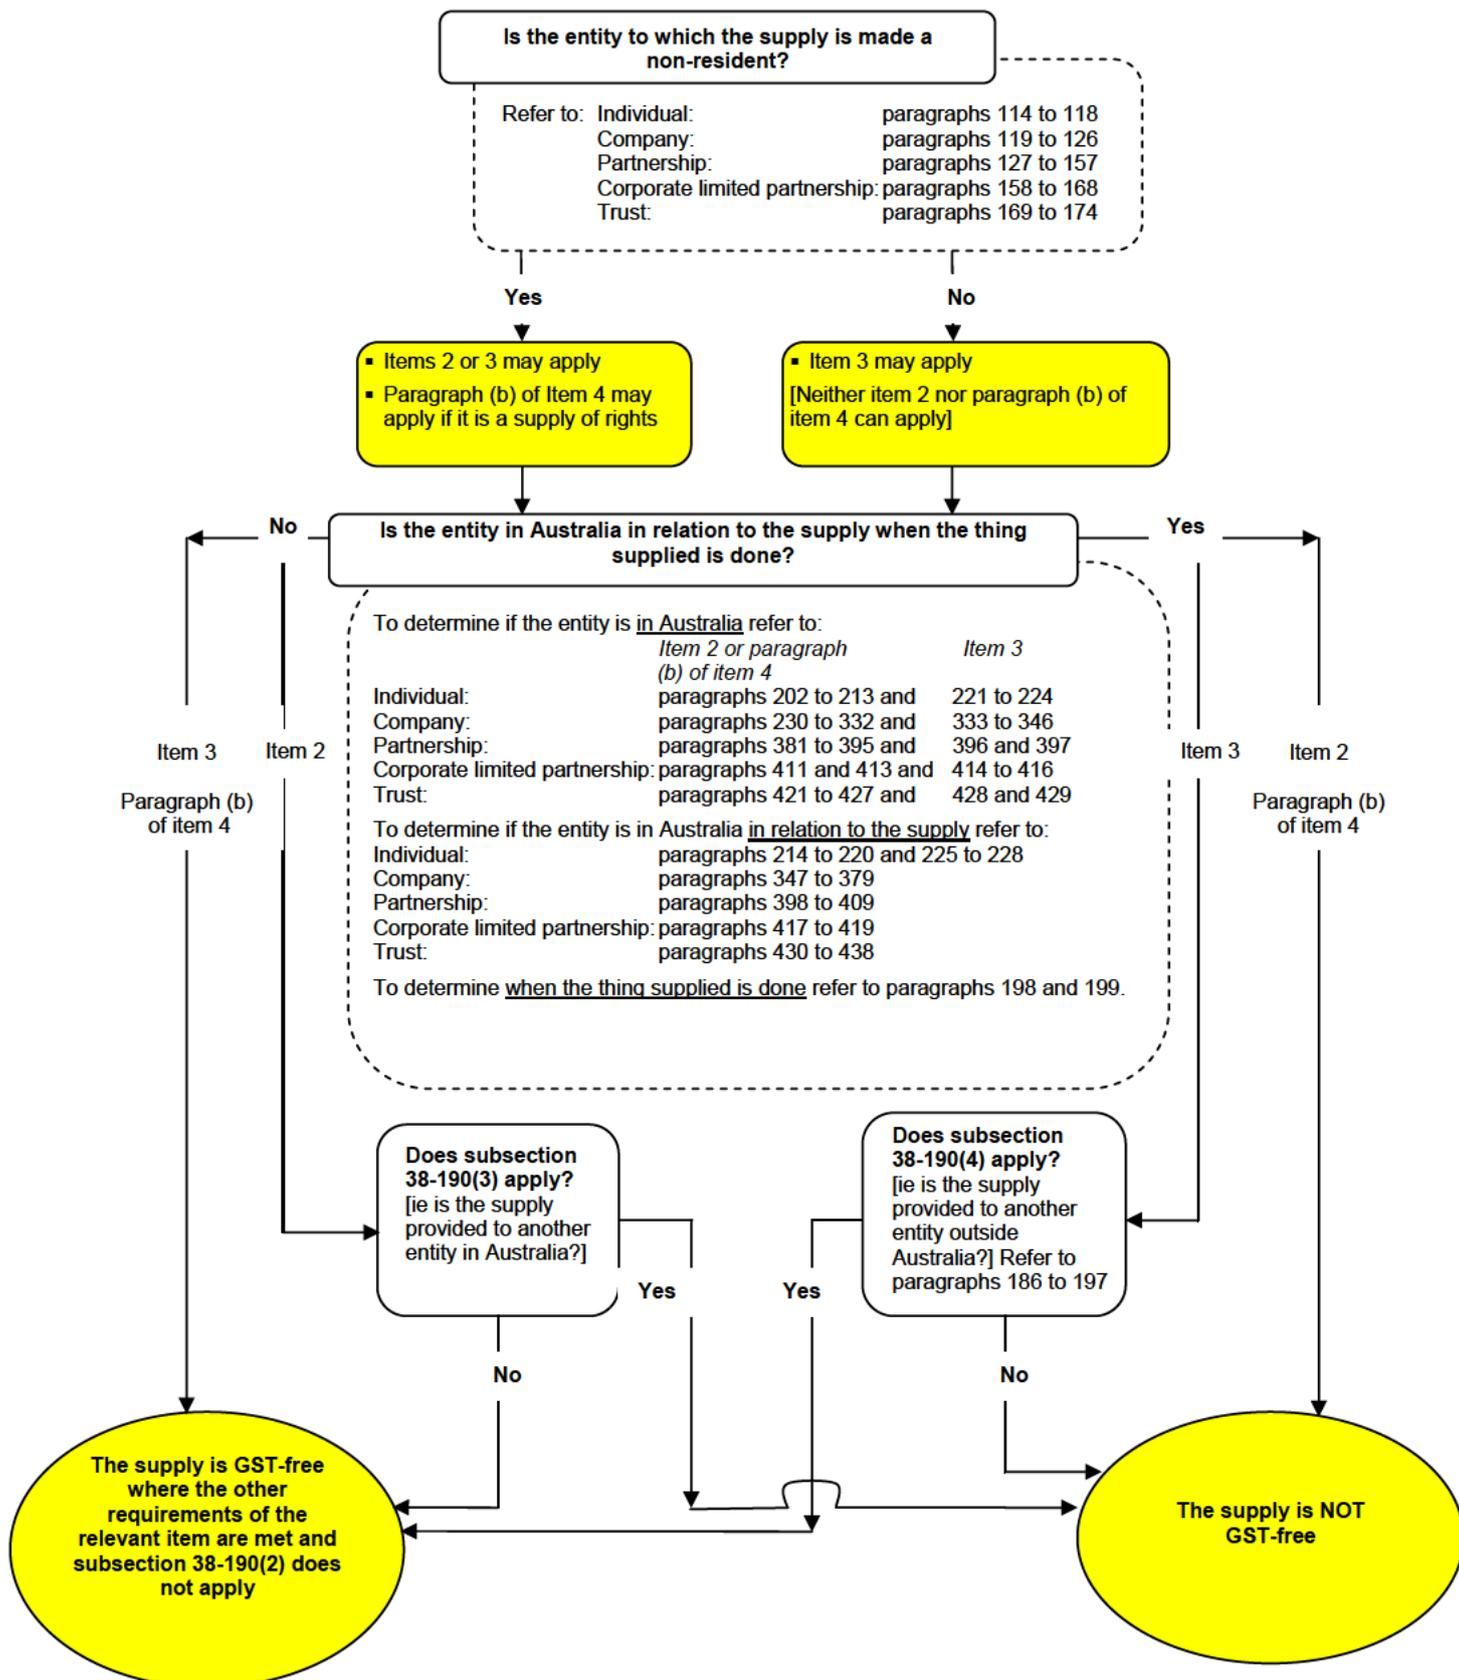 Is the entity to which the supply is made a
non-resident?
Refer to: Individual: paragraphs 114 to 118
Company: paragraphs 119 to 126
Partnership: paragraphs 127 to 157
Corporate limited partnership: paragraphs 158 to 168
Trust: paragraphs 169 to 174
Yes
No
▪ Items 2 or 3 may apply
▪ Paragraph (b) of Item 4 may
apply if it is a supply of rights
▪ Item 3 may apply
[Neither item 2 nor paragraph (b) of
item 4 can apply]
No
Is the entity in Australia in relation to the supply when the thing
supplied is done?
Yes
To determine if the entity is in Australia refer to:
Item 2 or paragraph Item 3
(b) of item 4
Individual: paragraphs 202 to 213 and 221 to 224
Company: paragraphs 230 to 332 and 333 to 346
Partnership: paragraphs 381 to 395 and 396 and 397
Corporate limited partnership: paragraphs 411 and 413 and 414 to 416
Trust: paragraphs 421 to 427 and 428 and 429
To determine if the entity is in Australia in relation to the supply refer to:
Individual: paragraphs 214 to 220 and 225 to 228
Company: paragraphs 347 to 379
Partnership: paragraphs 398 to 409
Corporate limited partnership: paragraphs 417 to 419
Trust: paragraphs 430 to 438
To determine when the thing supplied is done refer to paragraphs 198 and 199.
Item 3
Paragraph (b)
of item 4
Item 2
Item 3
Item 2
Paragraph (b)
of item 4
Does subsection
38-190(3) apply?
[ie is the supply
provided to another
entity in Australia?]
Does subsection
38-190(4) apply?
[ie is the supply
provided to another
entity outside
Australia?] Refer to
paragraphs 186 to 197
Yes
Yes
No
No
The supply is GST-free
where the other
requirements of the
relevant item are met and
subsection 38-190(2) does
not apply
The supply is NOT
GST-free